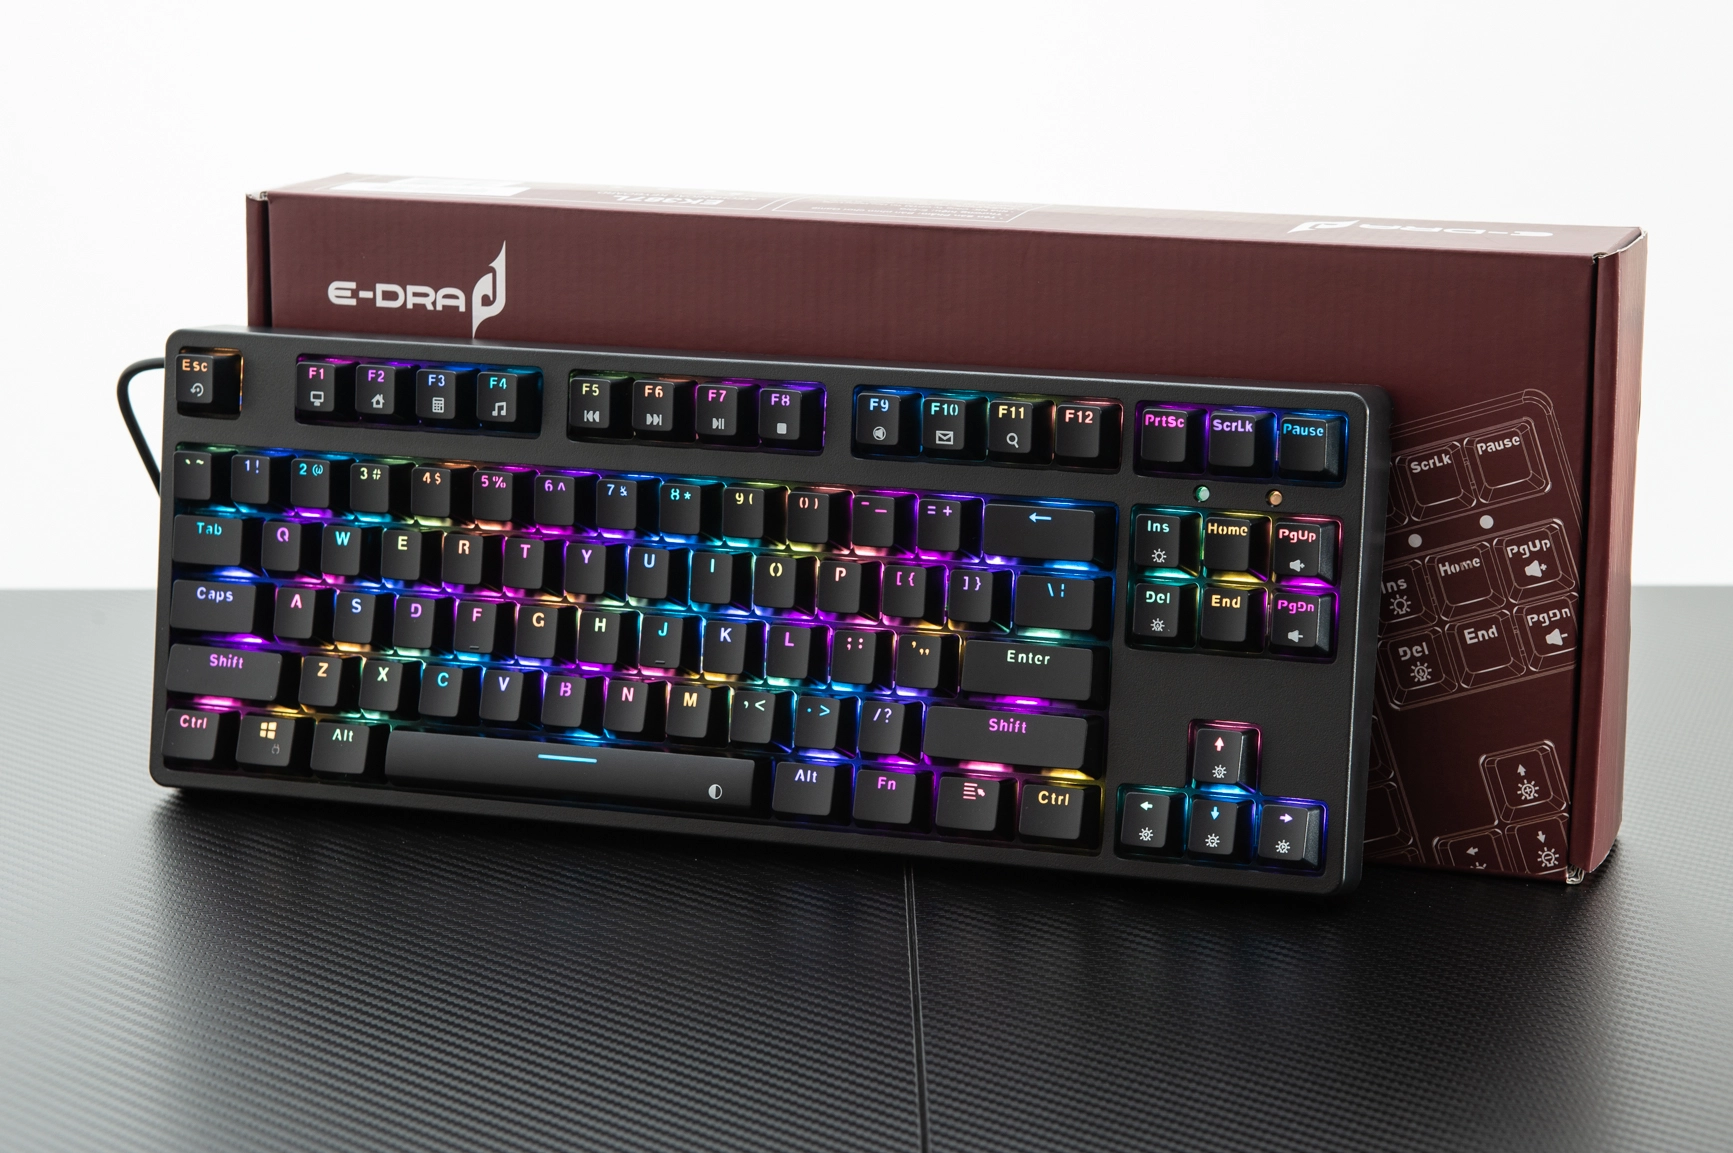 EK387L
E-DRA
E-DRA
Esc F1 F2 F3 F4 F5 F6 F7 F8 F9 F10 F11 F12 PrtSc ScrLk Pause
` ~ 1 ! 2 @ 3 # 4 $ 5 % 6 ^ 7 & 8 * 9 ( 0 ) - _ = + ← Ins Home PgUp
Tab Q W E R T Y U I O P [ { ] } \ | Del End PgDn
Caps A S D F G H J K L ; : ' " Enter
Shift Z X C V B N M , < . > / ? Shift ↑
Ctrl Alt Alt Fn Ctrl ← ↓ →
ScrLk Pause
Ins Home PgUp
Del End PgDn
↑
← ↓